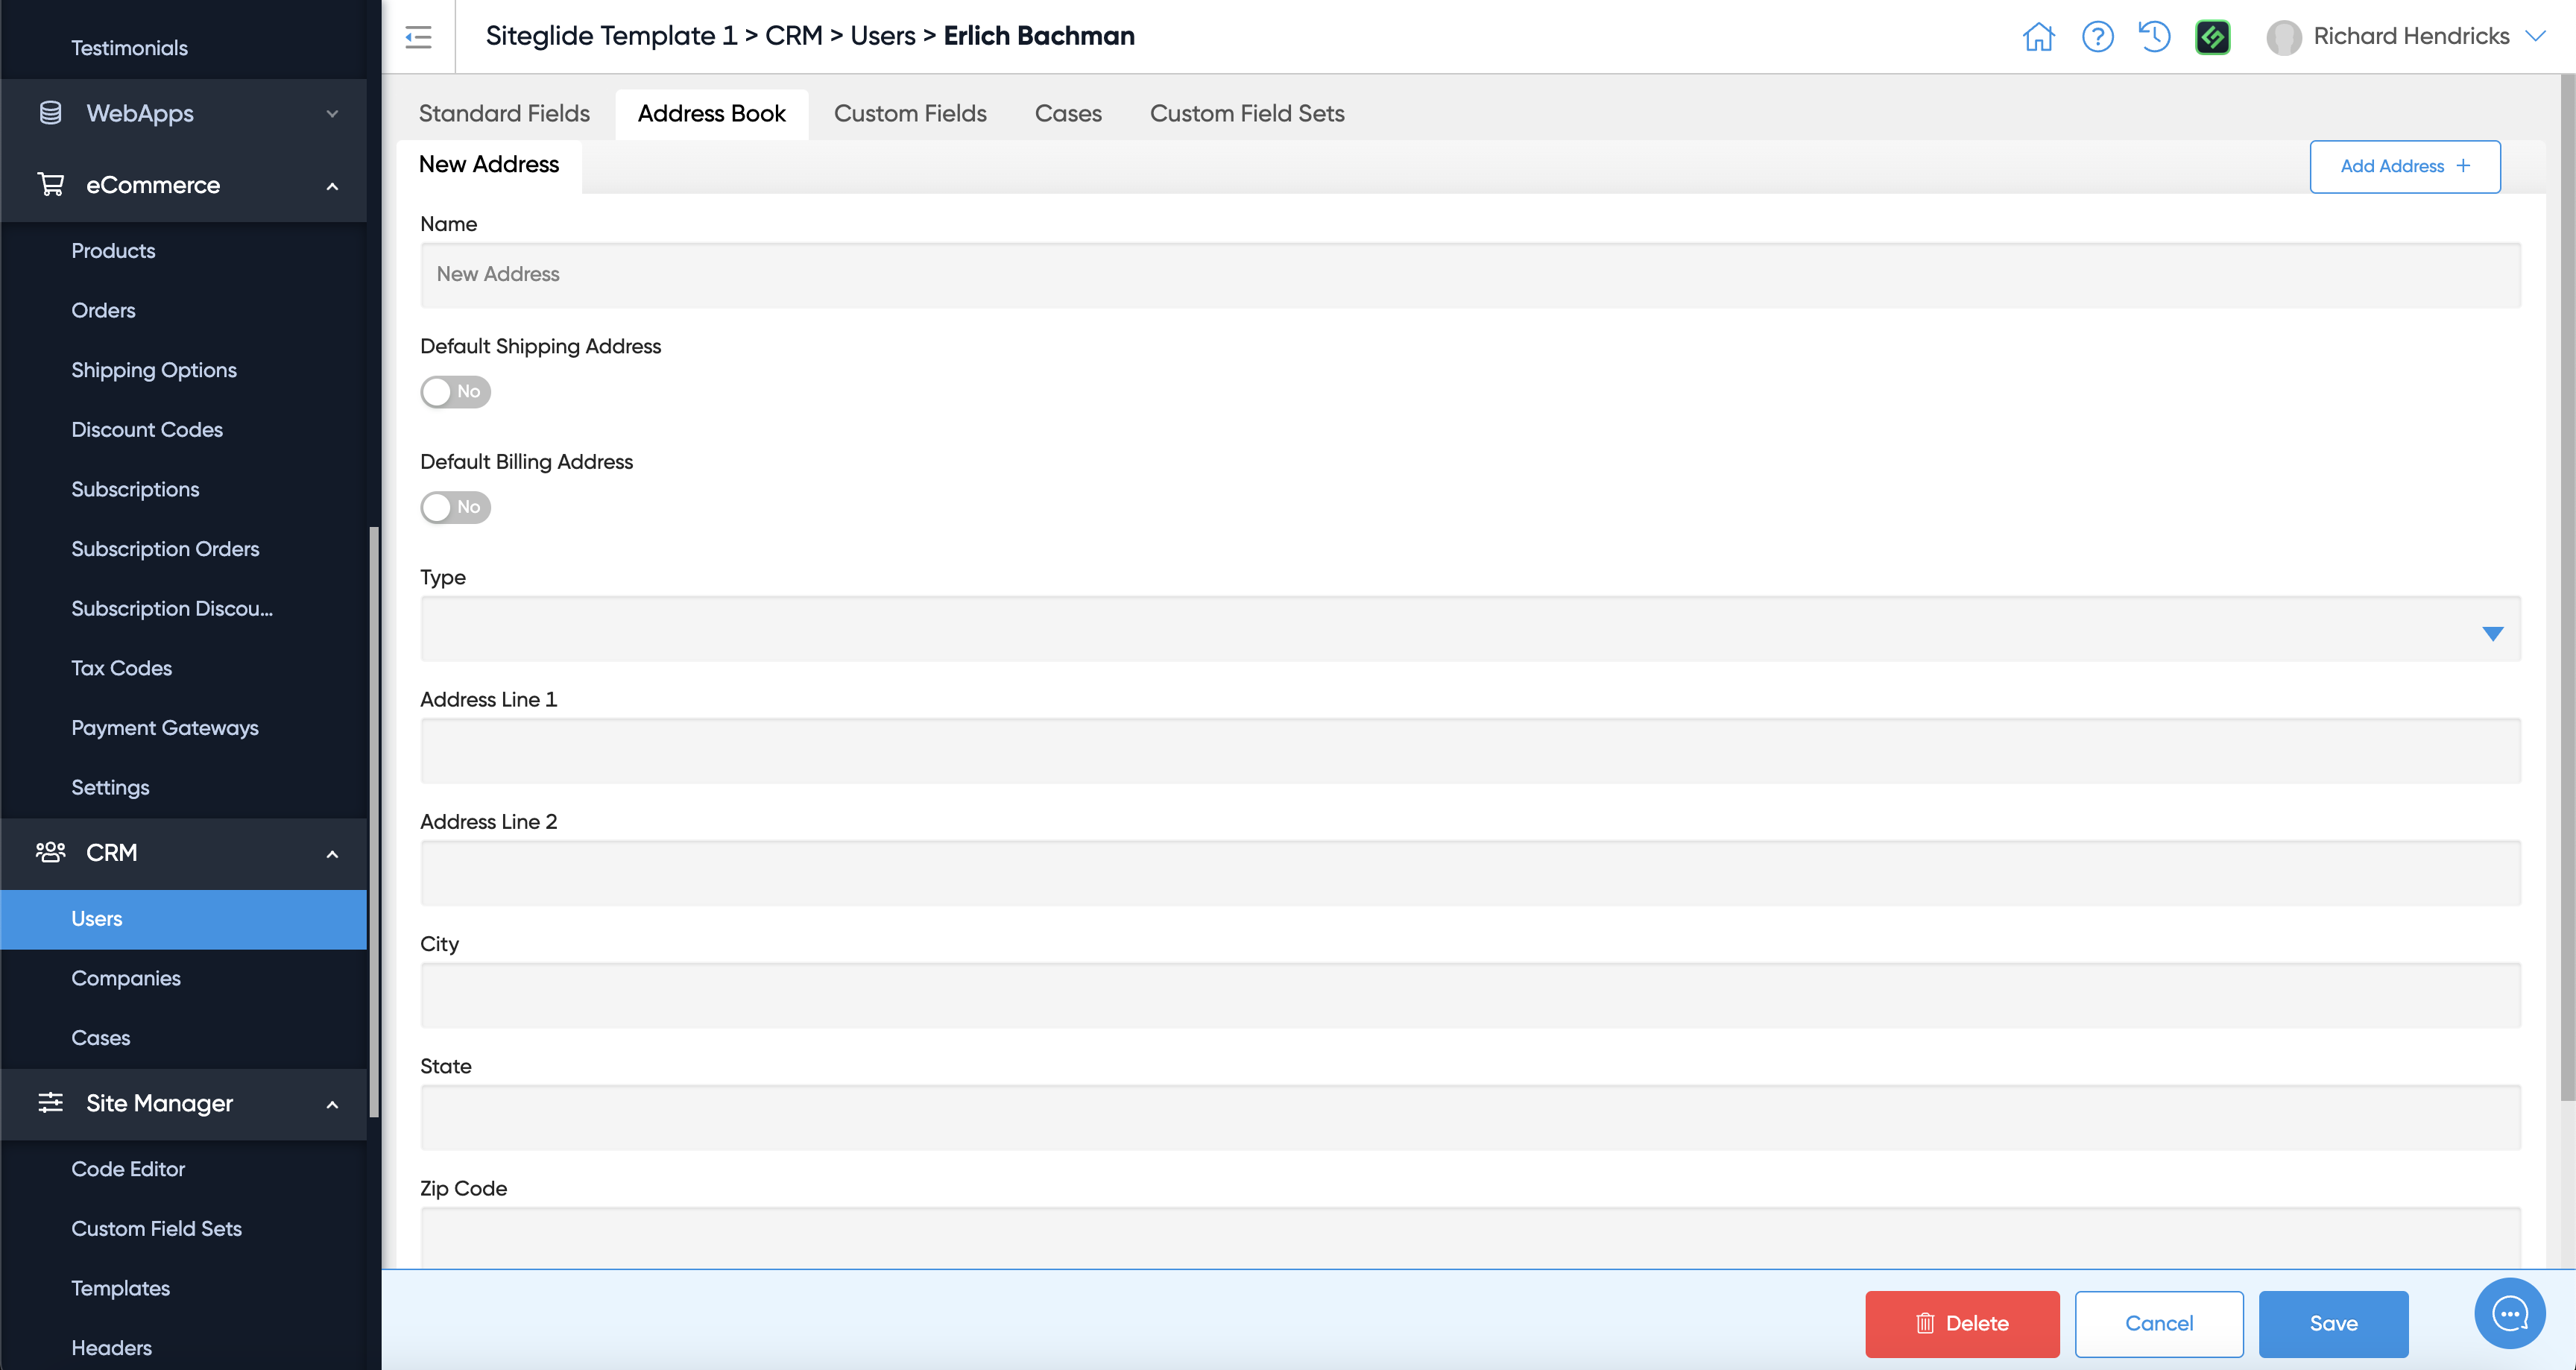 Testimonials
WebApps
eCommerce
Products
Orders
Shipping Options
Discount Codes
Subscriptions
Subscription Orders
Subscription Discou...
Tax Codes
Payment Gateways
Settings
CRM
Users
Companies
Cases
Site Manager
Code Editor
Custom Field Sets
Templates
Headers
Siteglide Template 1 > CRM > Users > Erlich Bachman
? Richard Hendricks
Standard Fields Address Book Custom Fields Cases Custom Field Sets
New Address
Add Address +
Name
New Address
Default Shipping Address
No
Default Billing Address
No
Type
Address Line 1
Address Line 2
City
State
Zip Code
Delete Cancel Save